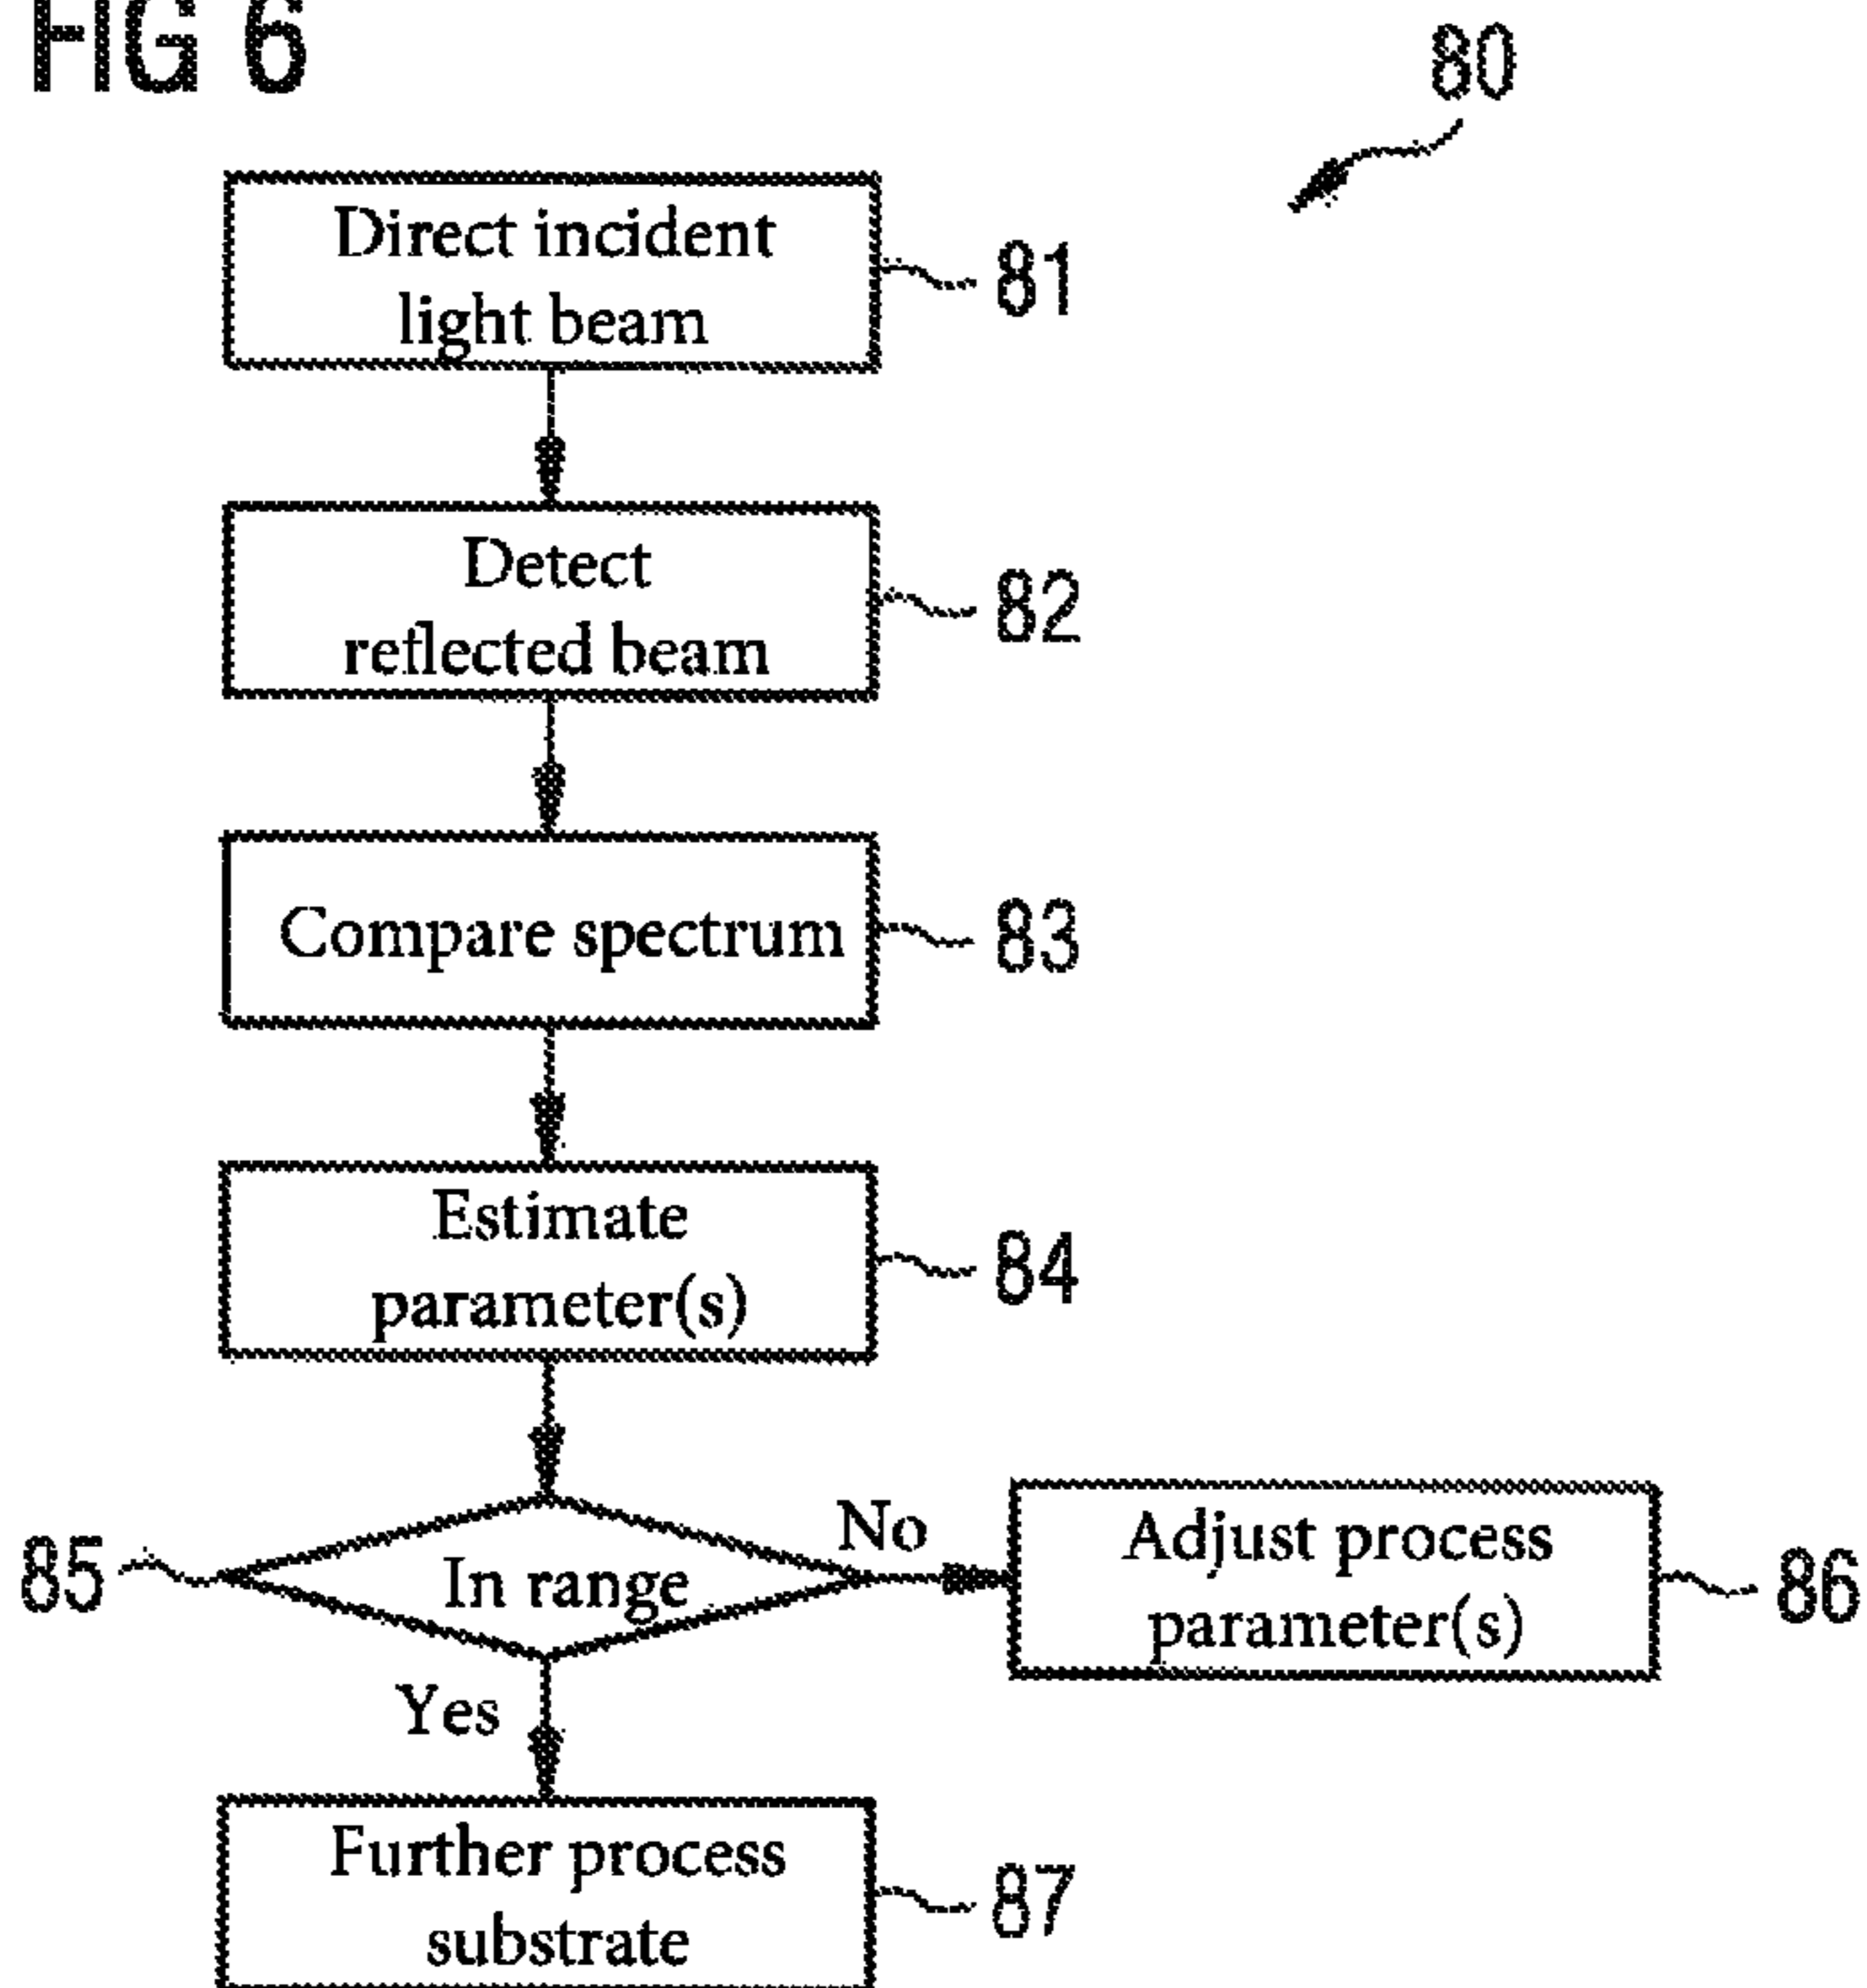 FIG 6
80
Direct incident
light beam
81
Detect
reflected beam
82
Compare spectrum
83
Estimate
parameter(s)
84
85
In range
No
Adjust process
parameter(s)
86
Yes
Further process
substrate
87